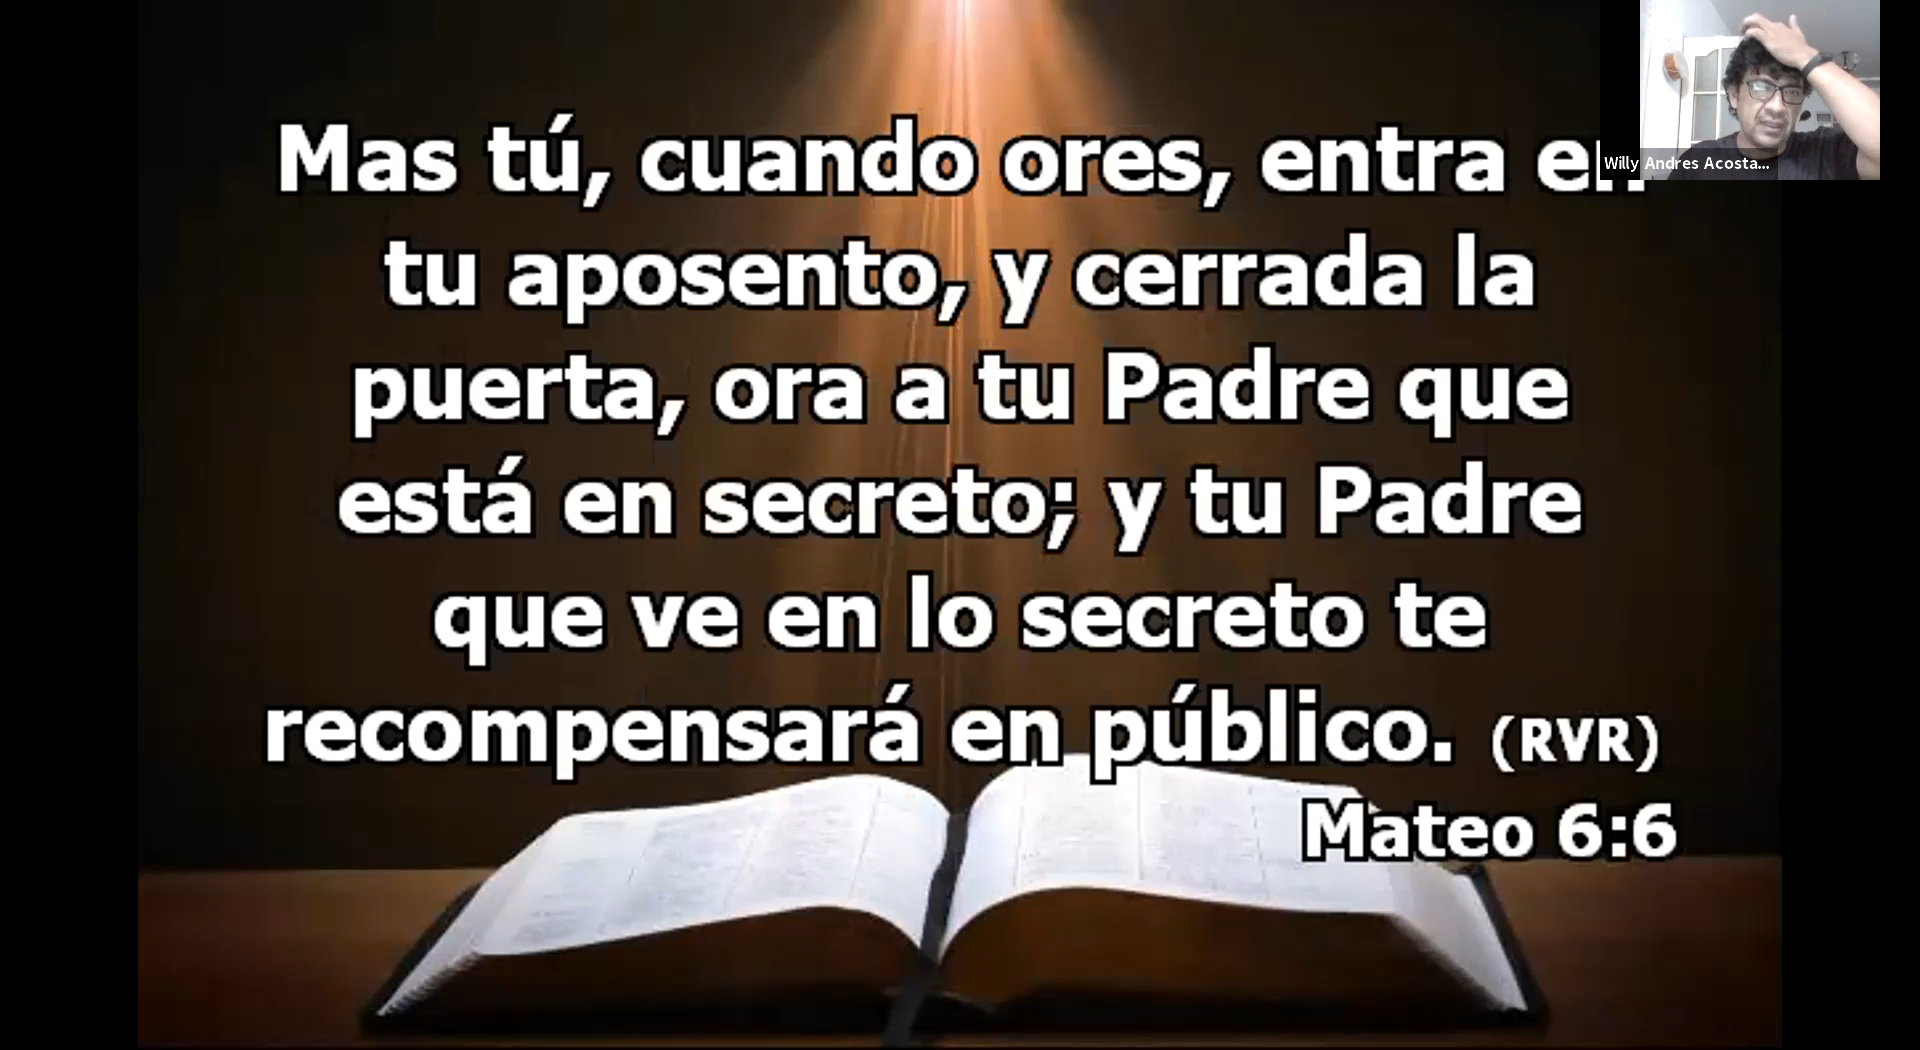 Mas tú, cuando ores, entra en
tu aposento, y cerrada la
puerta, ora a tu Padre que
está en secreto; y tu Padre
que ve en lo secreto te
recompensará en público. (RVR)
Mateo 6:6
Willy Andres Acosta...